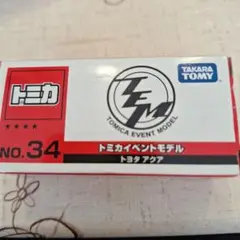 トミカ
TEM
TOMICA EVENT MODEL
TAKARA
TOMY
NO.34
トミカイベントモデル
トヨタ アクア